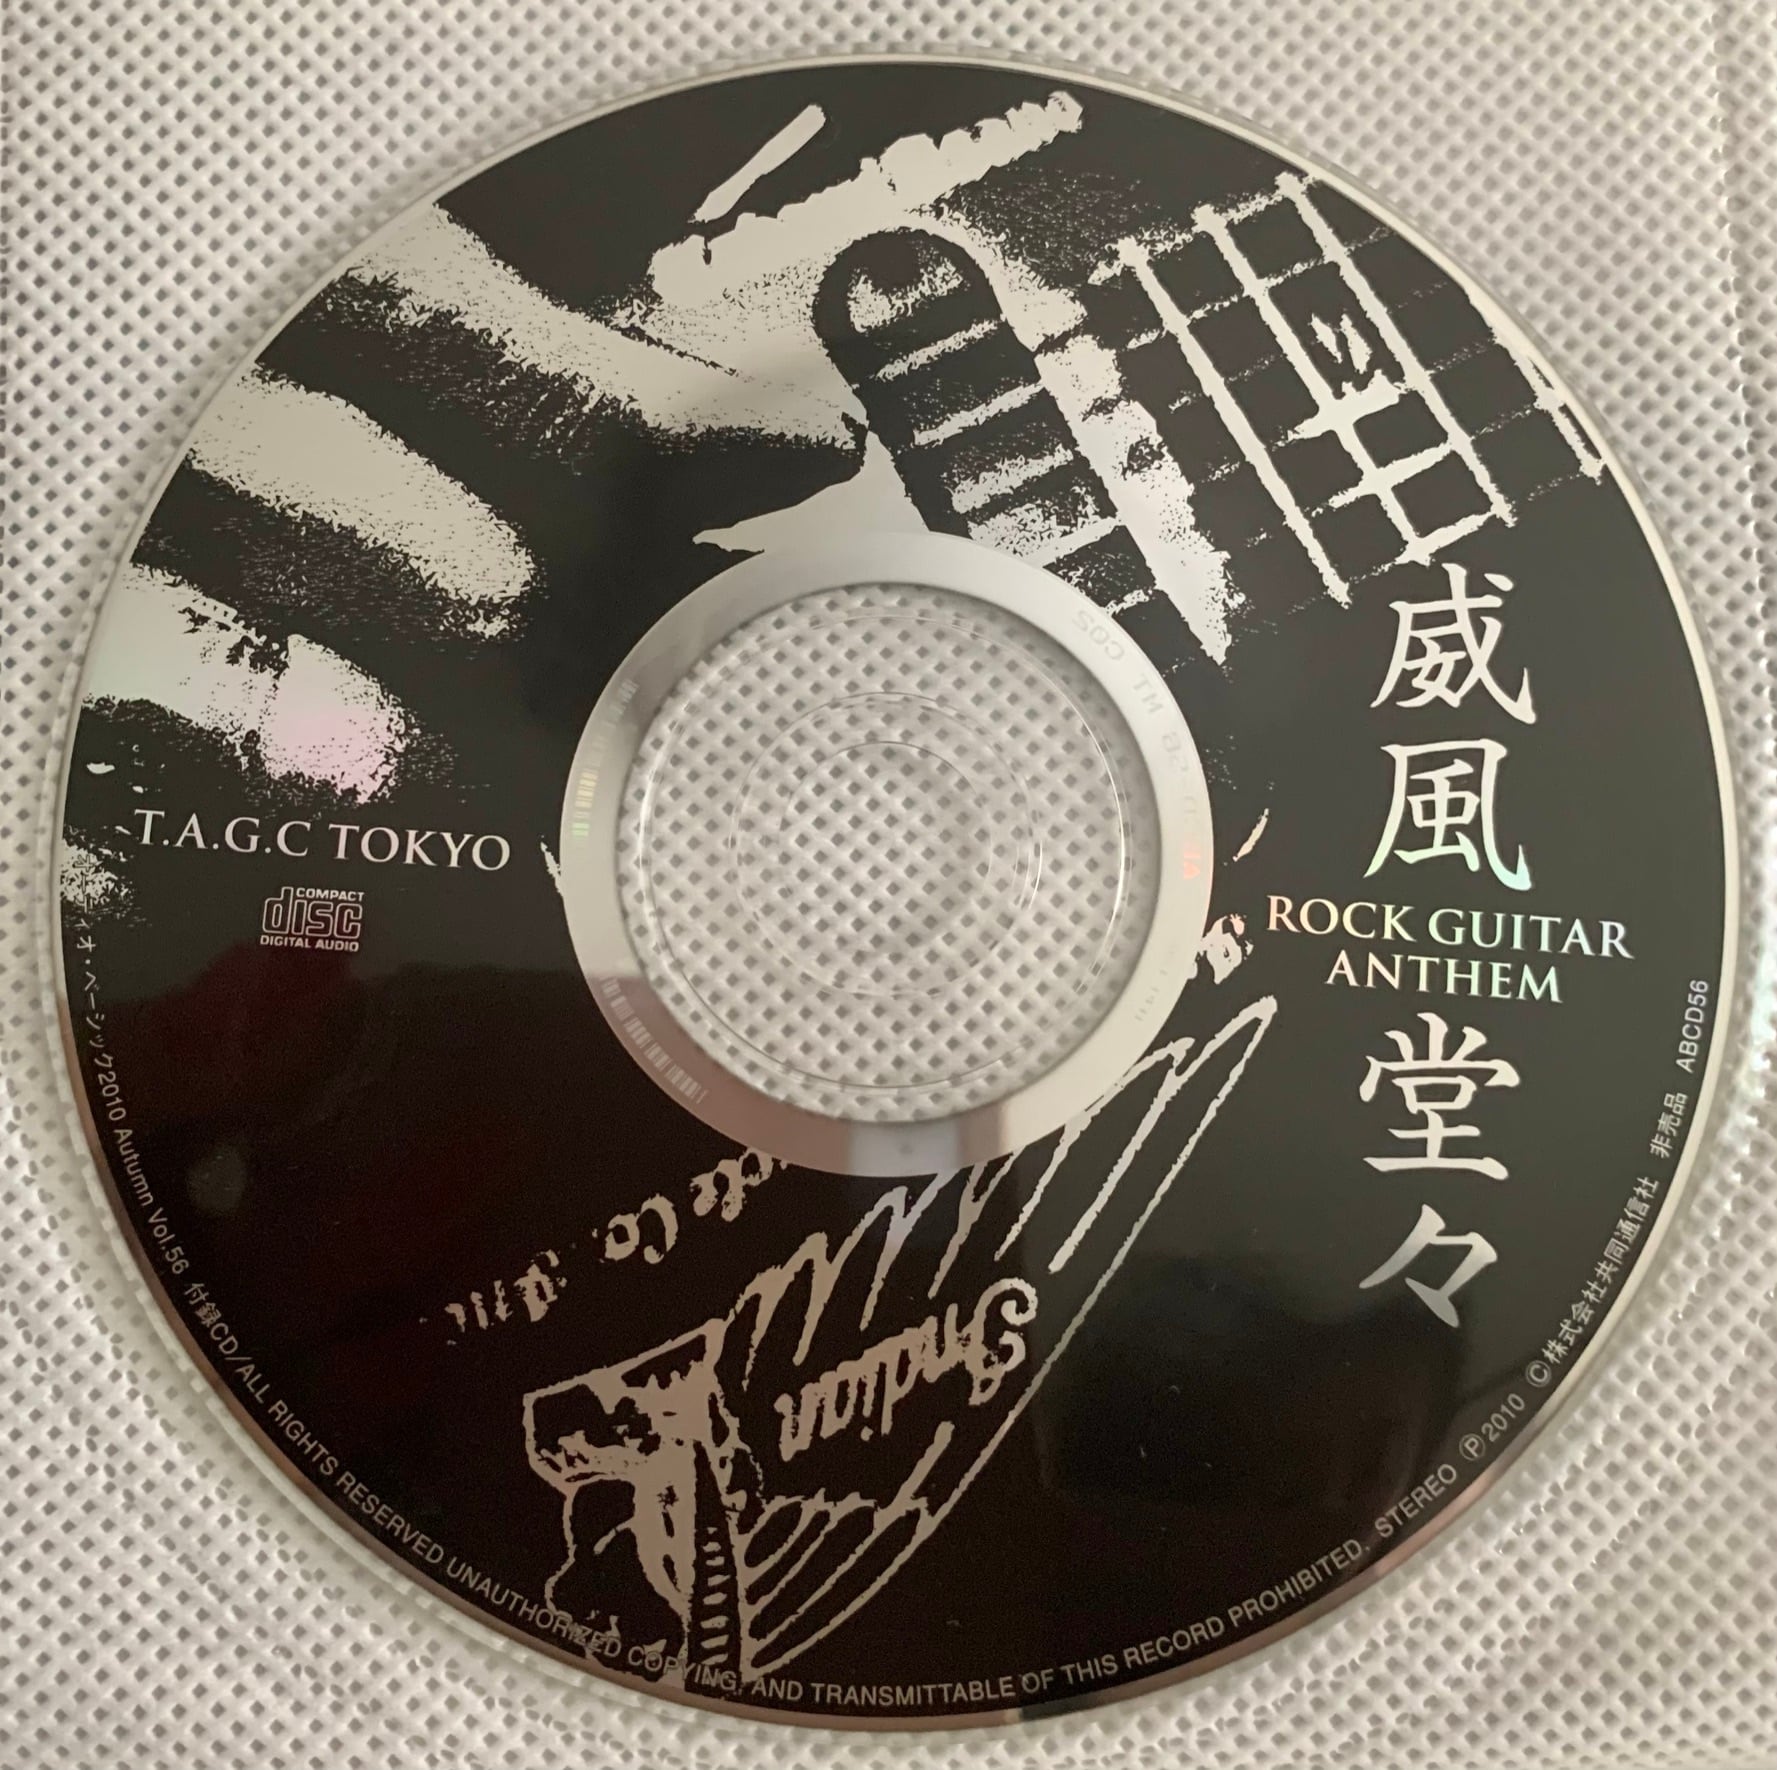 威風
ROCK GUITAR
ANTHEM
堂々
T.A.G.C TOKYO
COMPACT
disc
DIGITAL AUDIO
Indian
イオ・ベーシック2010 Autumn Vol.56 付録CD/ALL RIGHTS RESERVED UNAUTHORIZED COPYING, AND TRANSMITTABLE OF THIS RECORD PROHIBITED. STEREO Ⓟ2010 Ⓒ株式会社共同通信社 非売品 ABCD56